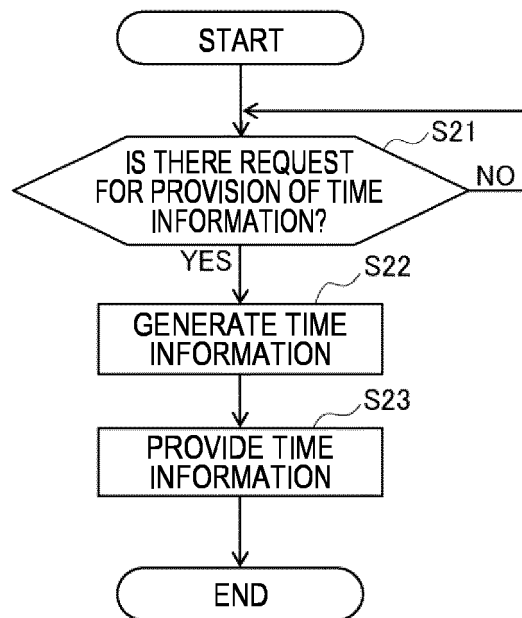 START
S21
IS THERE REQUEST
FOR PROVISION OF TIME
INFORMATION?
NO
YES
S22
GENERATE TIME
INFORMATION
S23
PROVIDE TIME
INFORMATION
END